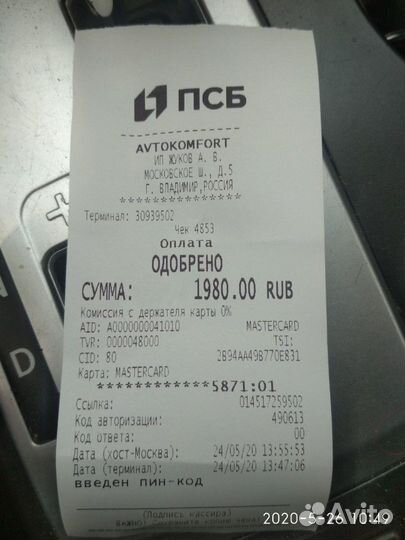 ПСБ
AVTOKOMFORT
ИП ЖУКОВ А. В.
МОСКОВСКОЕ Ш., Д.5
Г. ВЛАДИМИР,РОССИЯ
***************
Терминал: 30939502
Чек 4853
Оплата
ОДОБРЕНО
СУММА: 1980.00 RUB
Комиссия с держателя карты 0%
AID: A0000000041010 MASTERCARD
TVR: 0000048000 TSI:
CID: 80 2B94AA49B770E831
Карта: MASTERCARD
************5871:01
Ссылка: 014517259502
Код авторизации: 490613
Код ответа: 00
Дата (хост-Москва): 24/05/20 13:55:53
Дата (терминал): 24/05/20 13:47:06
введен пин-код
(Подпись кассира)
D
Avito
2020-5-26 10:49